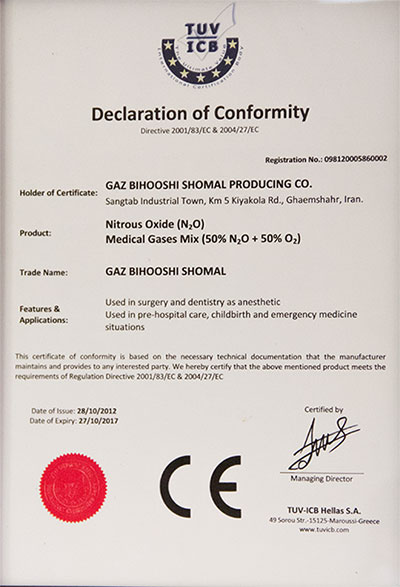 TUV
ICB
The Ultimate Value
International Certification Body
Declaration of Conformity
Directive 2001/83/EC & 2004/27/EC
Registration No.: 098120005860002
Holder of Certificate: GAZ BIHOOSHI SHOMAL PRODUCING CO.
Sangtab Industrial Town, Km 5 Kiyakola Rd., Ghaemshahr, Iran.
Product: Nitrous Oxide (N₂O)
Medical Gases Mix (50% N₂O + 50% O₂)
Trade Name: GAZ BIHOOSHI SHOMAL
Features & Applications: Used in surgery and dentistry as anesthetic
Used in pre-hospital care, childbirth and emergency medicine
situations
This certificate of conformity is based on the necessary technical documentation that the manufacturer
maintains and provides to any interested party. We hereby certify that the above mentioned product meets the
requirements of Regulation Directive 2001/83/EC & 2004/27/EC
Date of Issue: 28/10/2012
Date of Expiry: 27/10/2017
Certified by
Managing Director
CE
TUV-ICB Hellas S.A.
49 Sorou Str.-15125-Maroussi-Greece
www.tuvicb.com